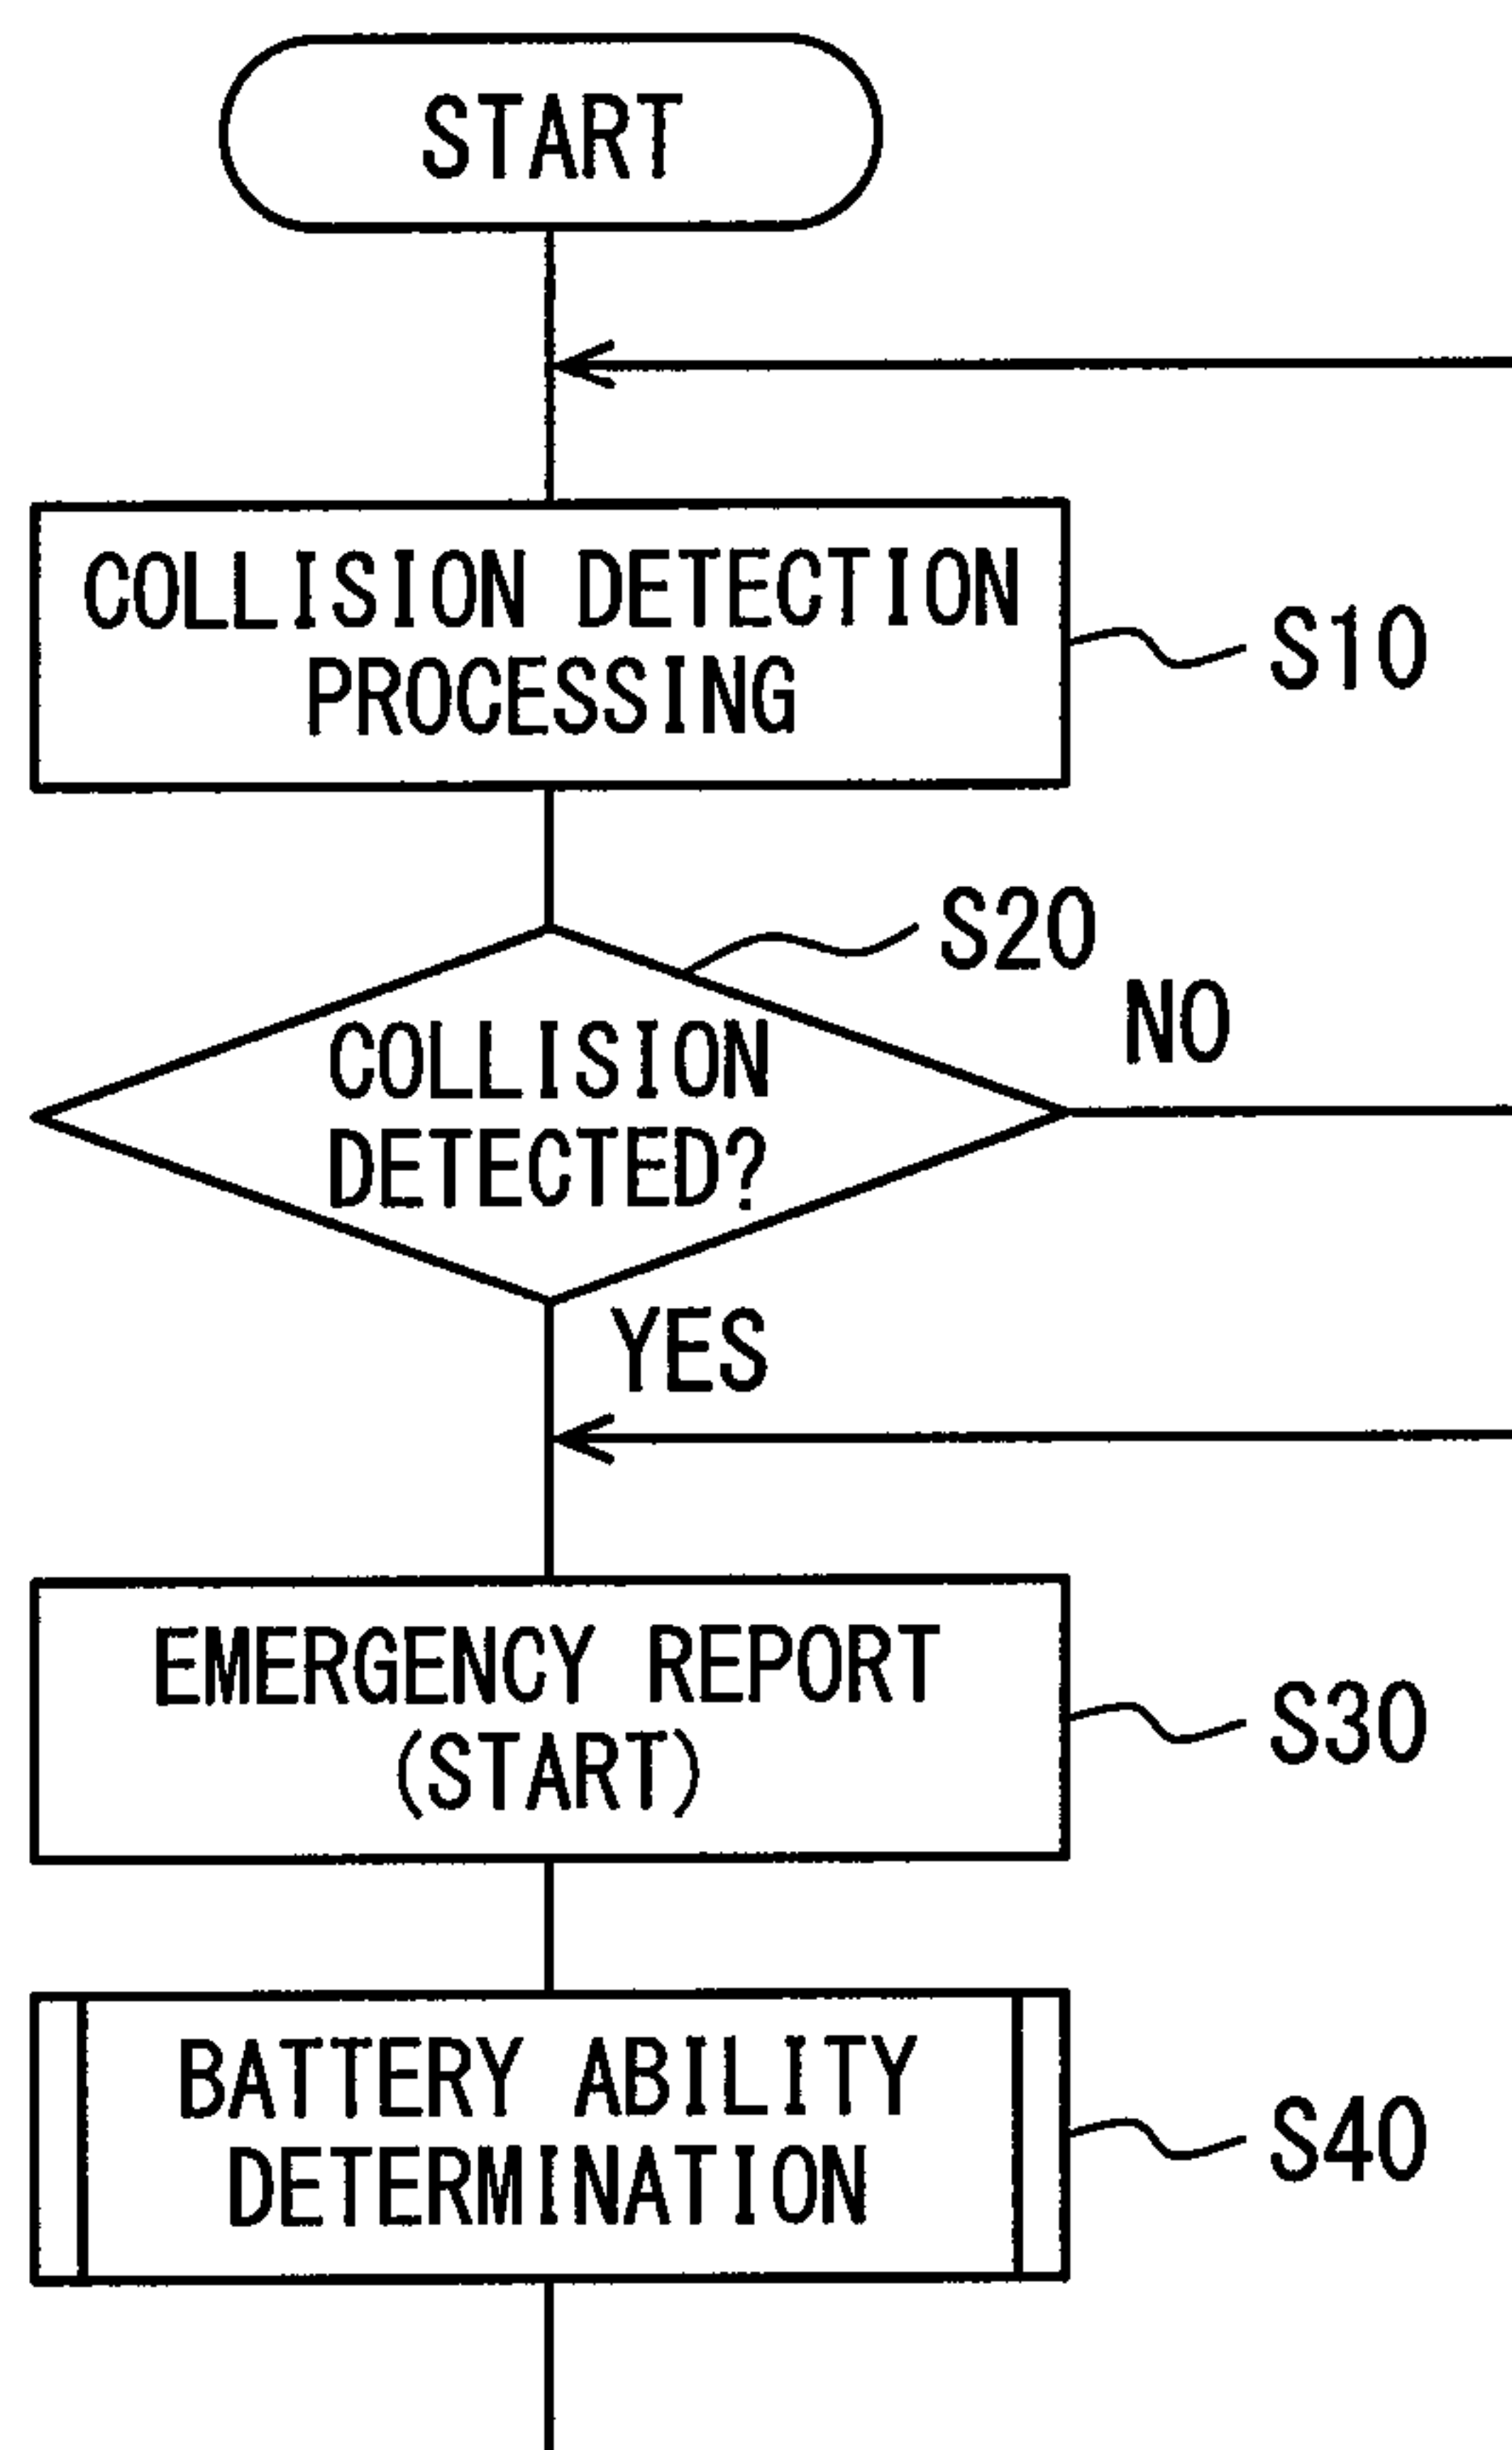 START
COLLISION DETECTION
PROCESSING
S10
S20
COLLISION
DETECTED?
NO
YES
EMERGENCY REPORT
(START)
S30
BATTERY ABILITY
DETERMINATION
S40